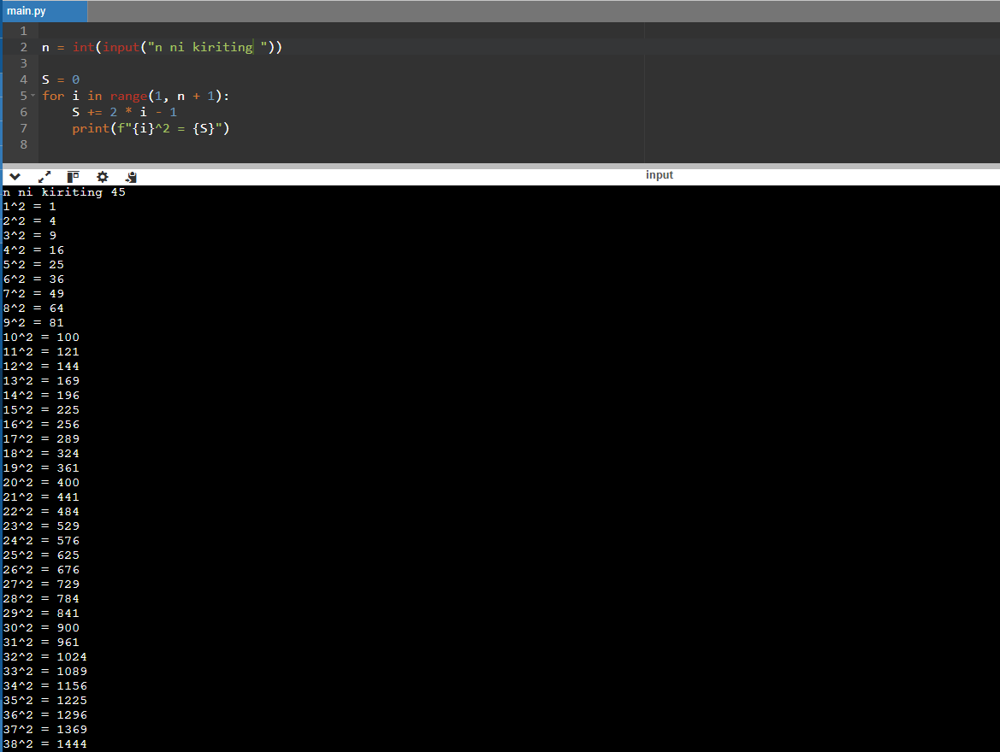 main.py
1
2 n = int(input("n ni kiriting "))
3
4 S = 0
5 for i in range(1, n + 1):
6     S += 2 * i - 1
7     print(f"{i}^2 = {S}")
8
input
n ni kiriting 45
1^2 = 1
2^2 = 4
3^2 = 9
4^2 = 16
5^2 = 25
6^2 = 36
7^2 = 49
8^2 = 64
9^2 = 81
10^2 = 100
11^2 = 121
12^2 = 144
13^2 = 169
14^2 = 196
15^2 = 225
16^2 = 256
17^2 = 289
18^2 = 324
19^2 = 361
20^2 = 400
21^2 = 441
22^2 = 484
23^2 = 529
24^2 = 576
25^2 = 625
26^2 = 676
27^2 = 729
28^2 = 784
29^2 = 841
30^2 = 900
31^2 = 961
32^2 = 1024
33^2 = 1089
34^2 = 1156
35^2 = 1225
36^2 = 1296
37^2 = 1369
38^2 = 1444